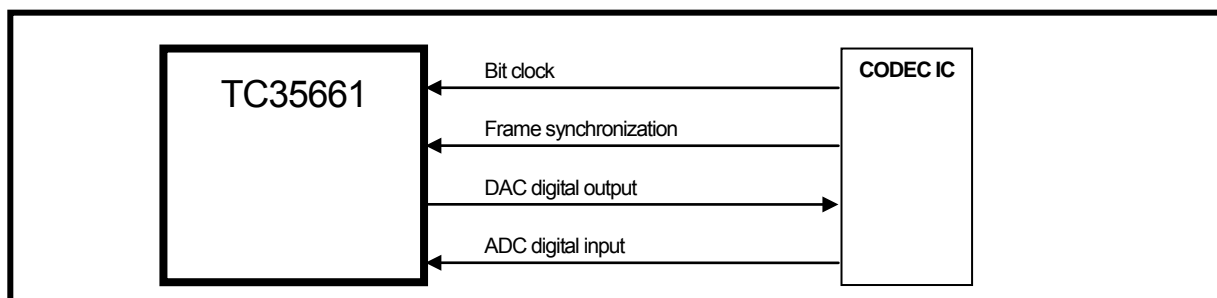 TC35661
Bit clock
CODEC IC
Frame synchronization
DAC digital output
ADC digital input